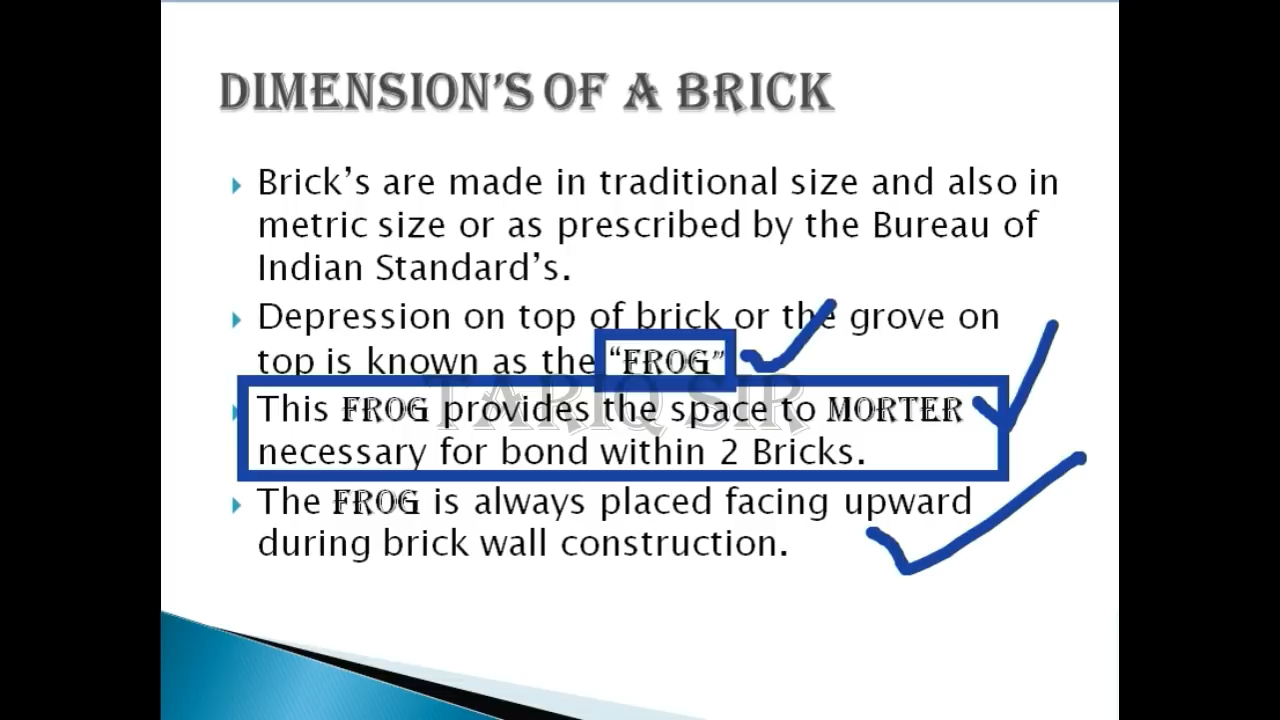 DIMENSION'S OF A BRICK
Brick's are made in traditional size and also in
metric size or as prescribed by the Bureau of
Indian Standard's.
Depression on top of brick or the grove on
top is known as the "FROG"
TARIQ SIR
This FROG provides the space to MORTER
necessary for bond within 2 Bricks.
The FROG is always placed facing upward
during brick wall construction.